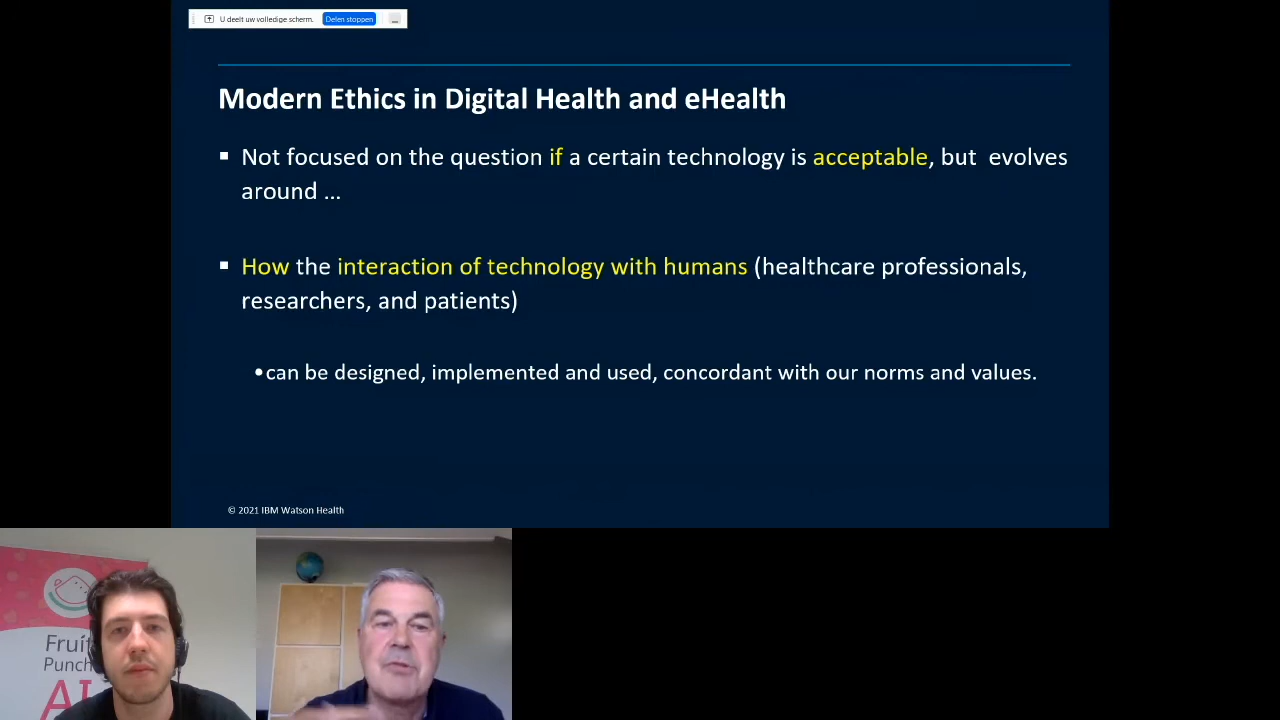 U deelt uw volledige scherm. Delen stoppen
Modern Ethics in Digital Health and eHealth
▪ Not focused on the question if a certain technology is acceptable, but evolves
around ...
▪ How the interaction of technology with humans (healthcare professionals,
researchers, and patients)
•can be designed, implemented and used, concordant with our norms and values.
© 2021 IBM Watson Health
Fruit
Punch
AI